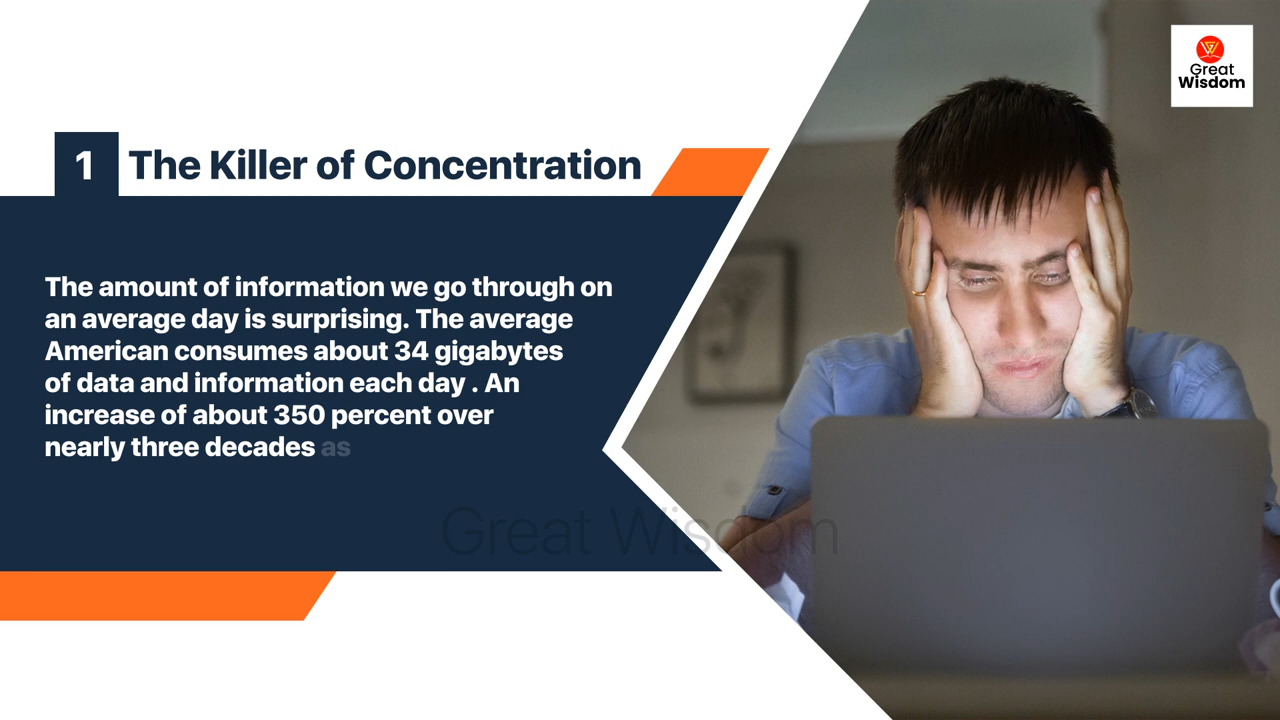 Great
Wisdom
1 The Killer of Concentration
The amount of information we go through on
an average day is surprising. The average
American consumes about 34 gigabytes
of data and information each day . An
increase of about 350 percent over
nearly three decades as
Great Wisdom